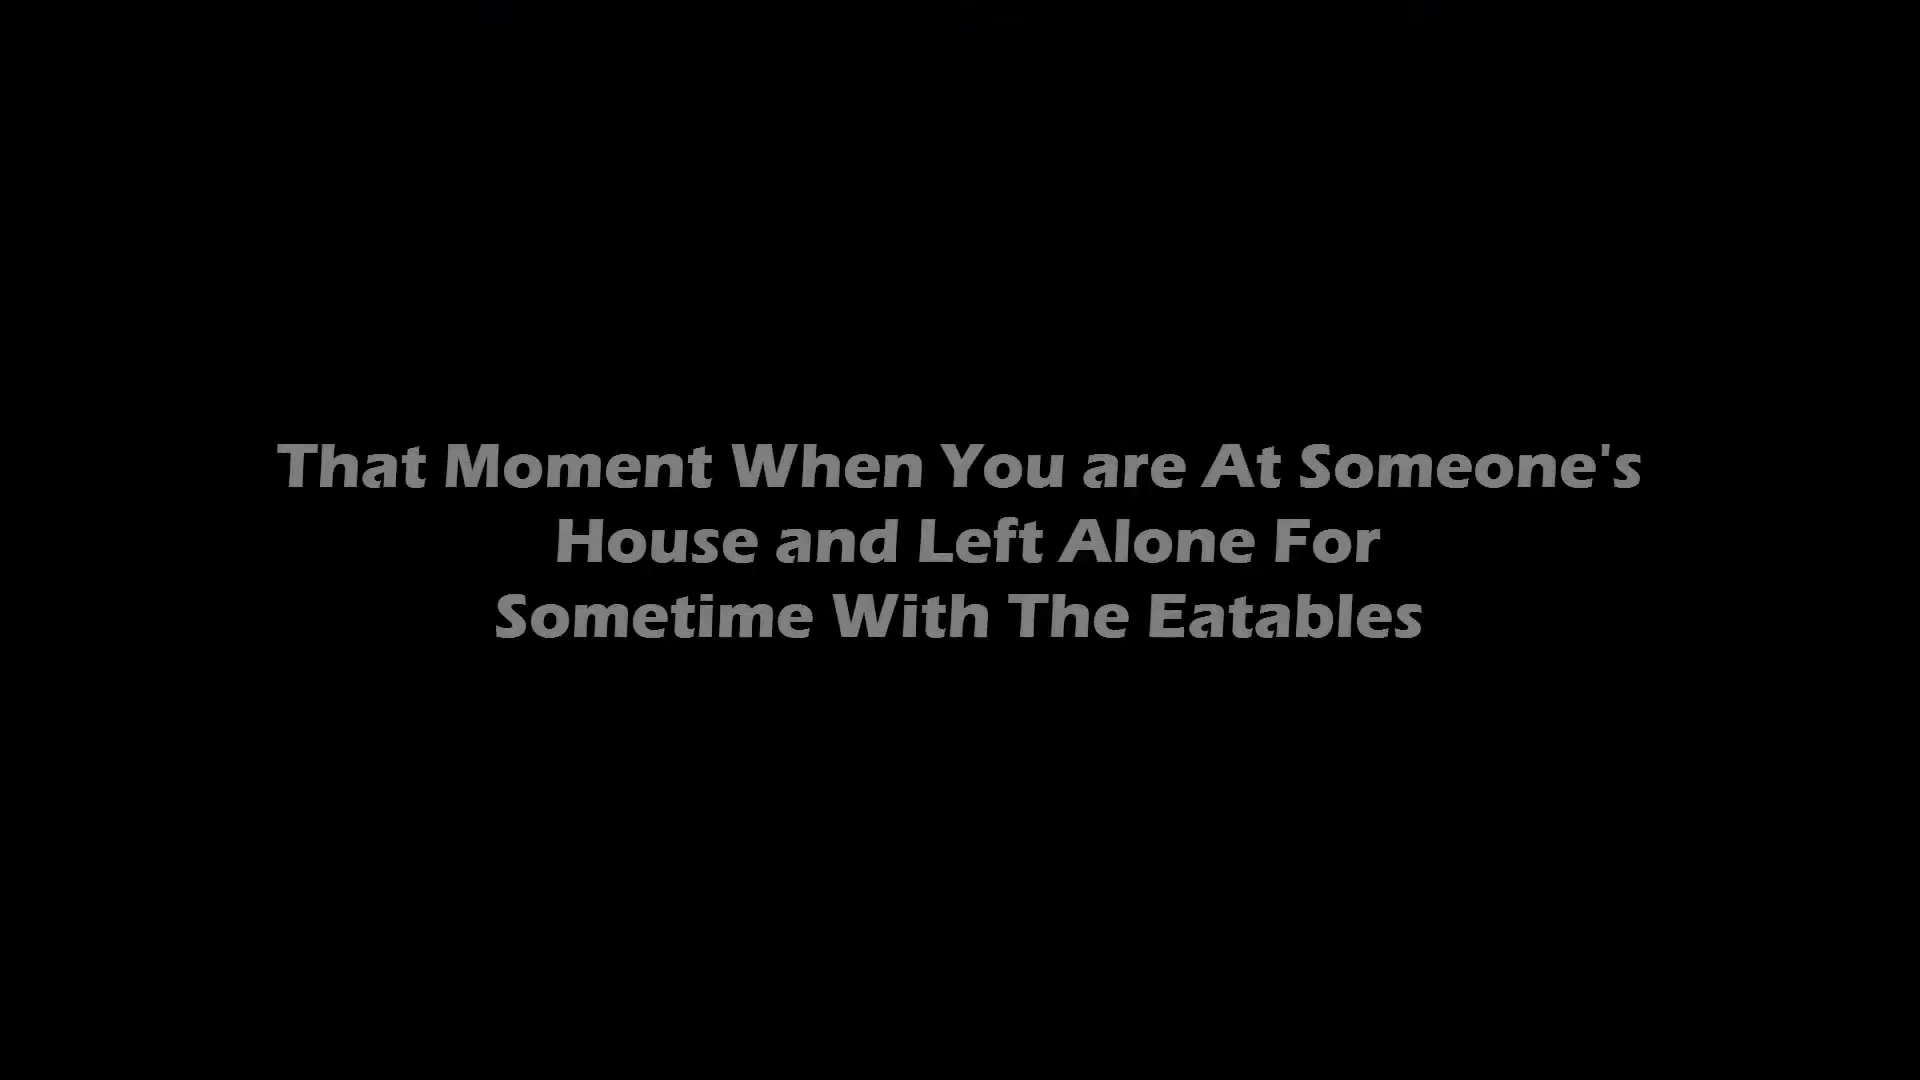 That Moment When You are At Someone's
House and Left Alone For
Sometime With The Eatables